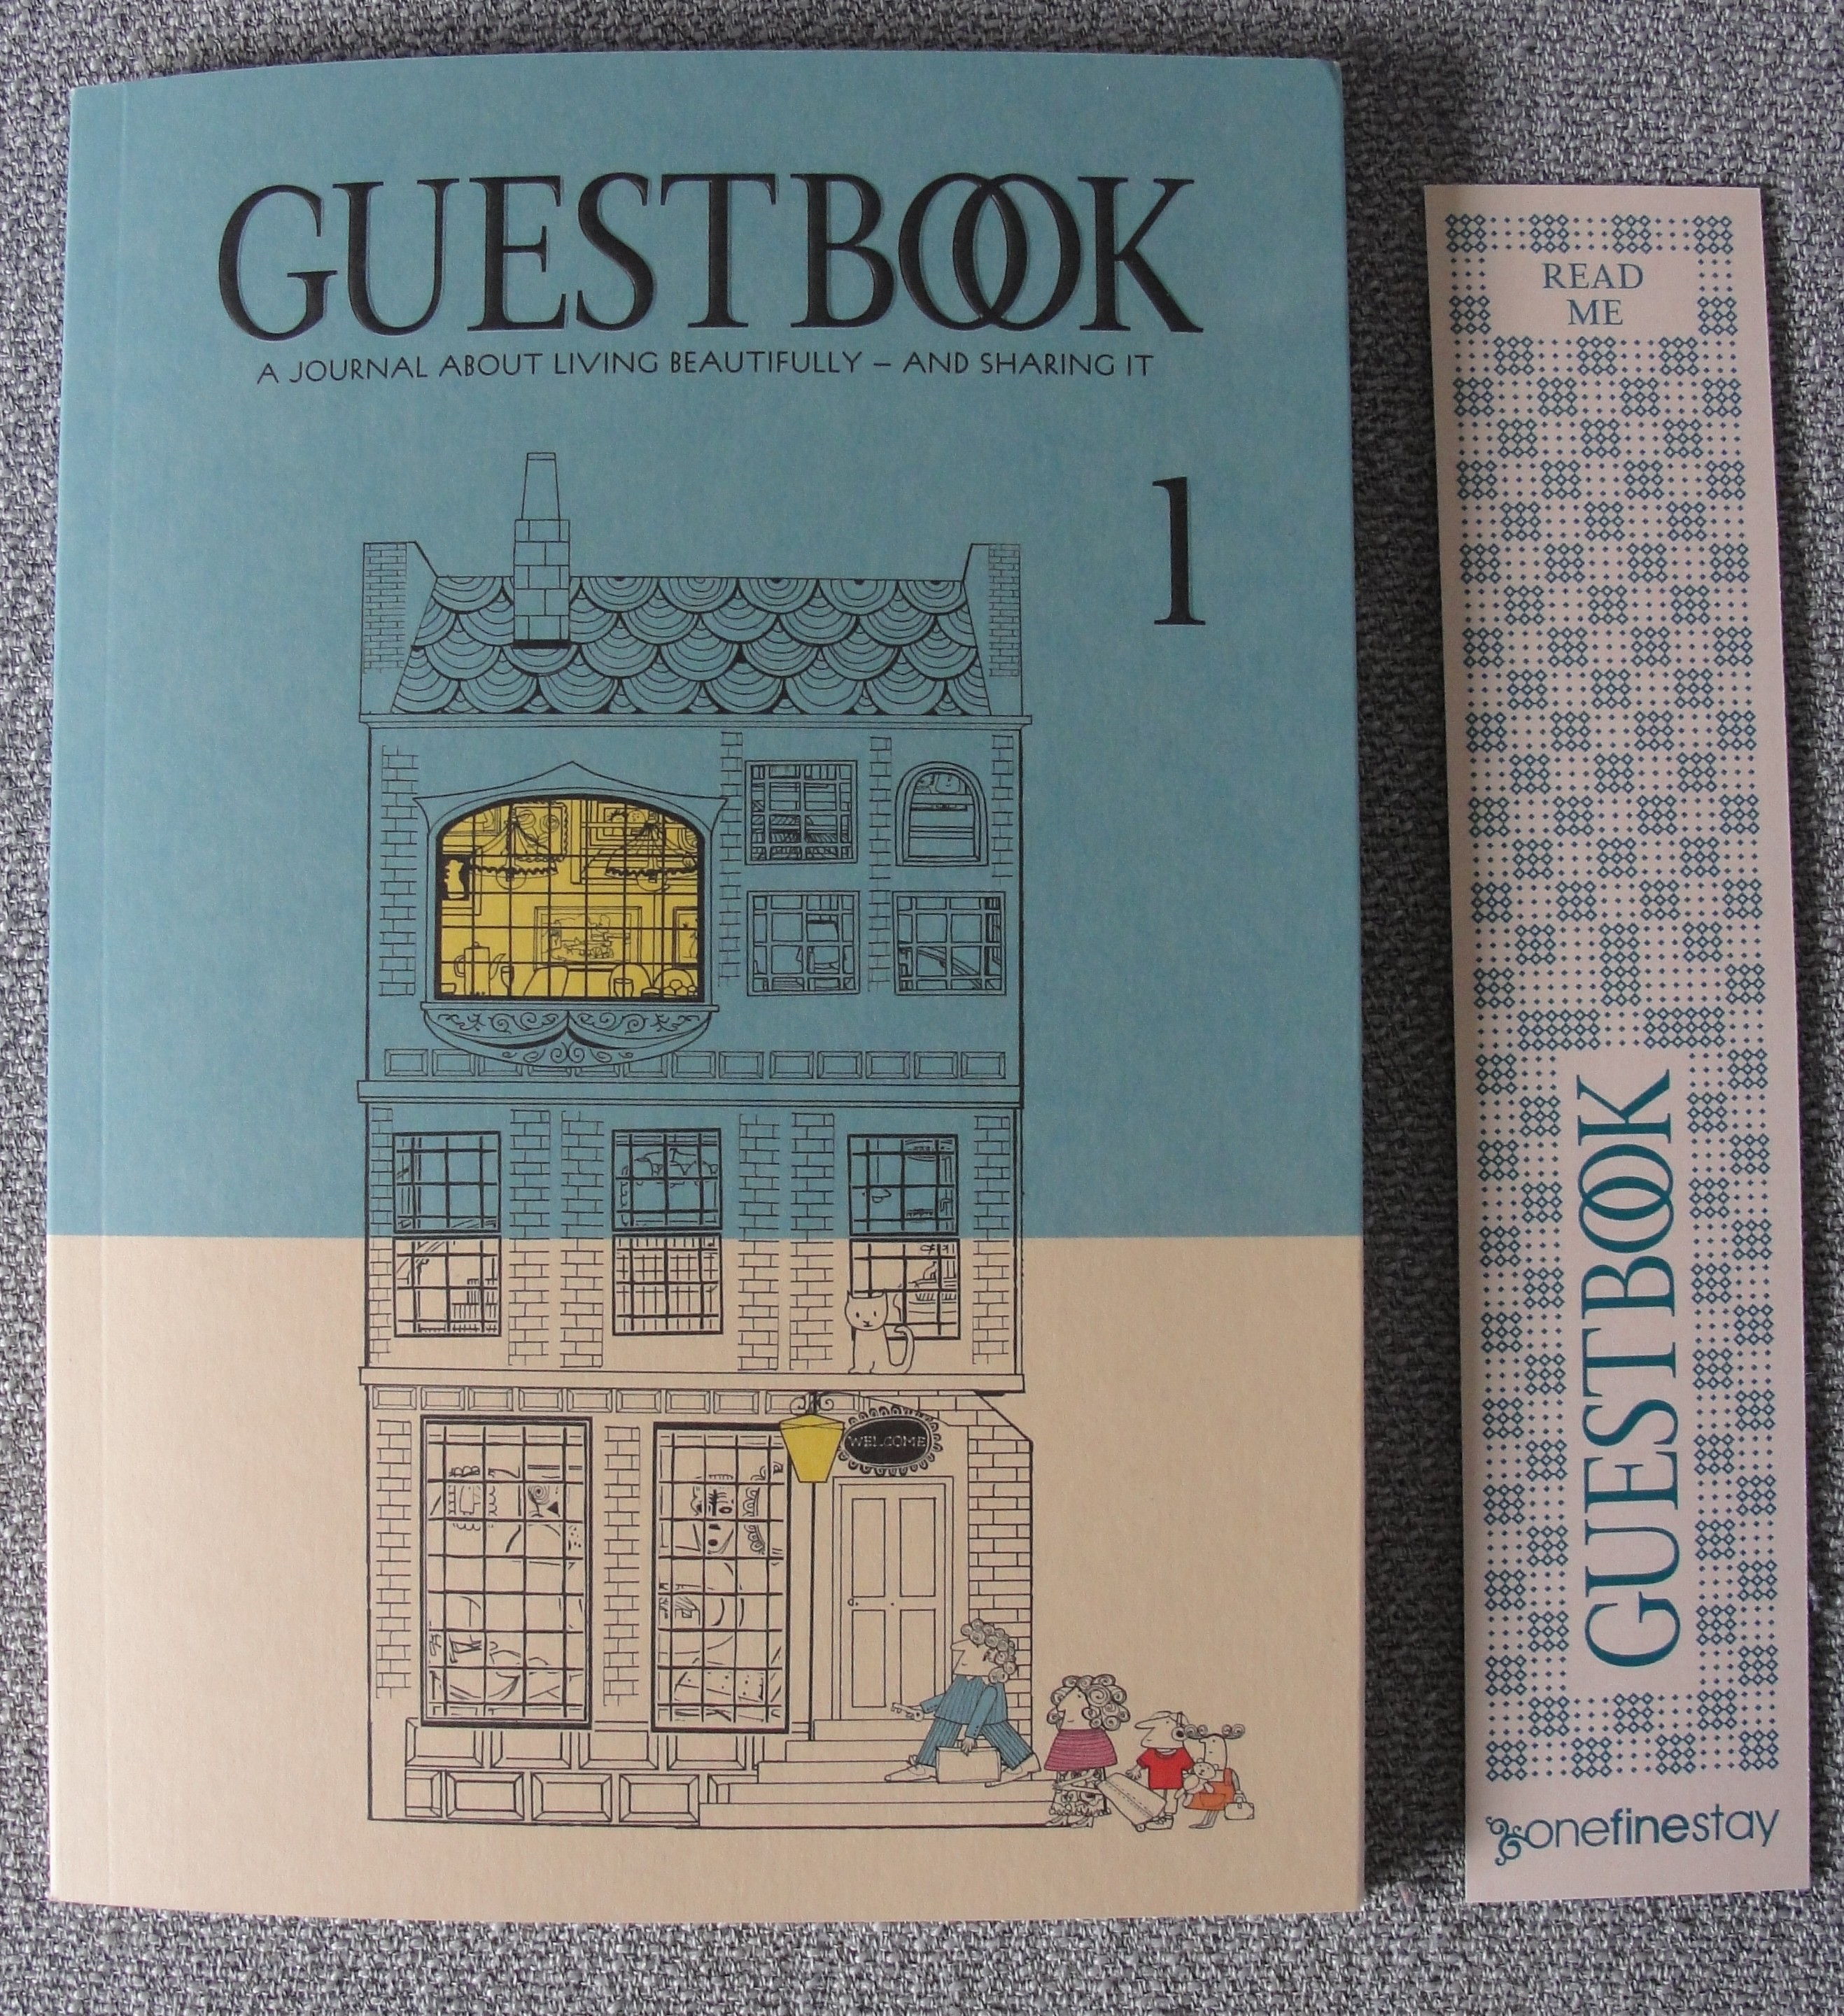 GUESTBOOK
A JOURNAL ABOUT LIVING BEAUTIFULLY – AND SHARING IT
1
WELCOME
READ
ME
GUESTBOOK
onefinestay